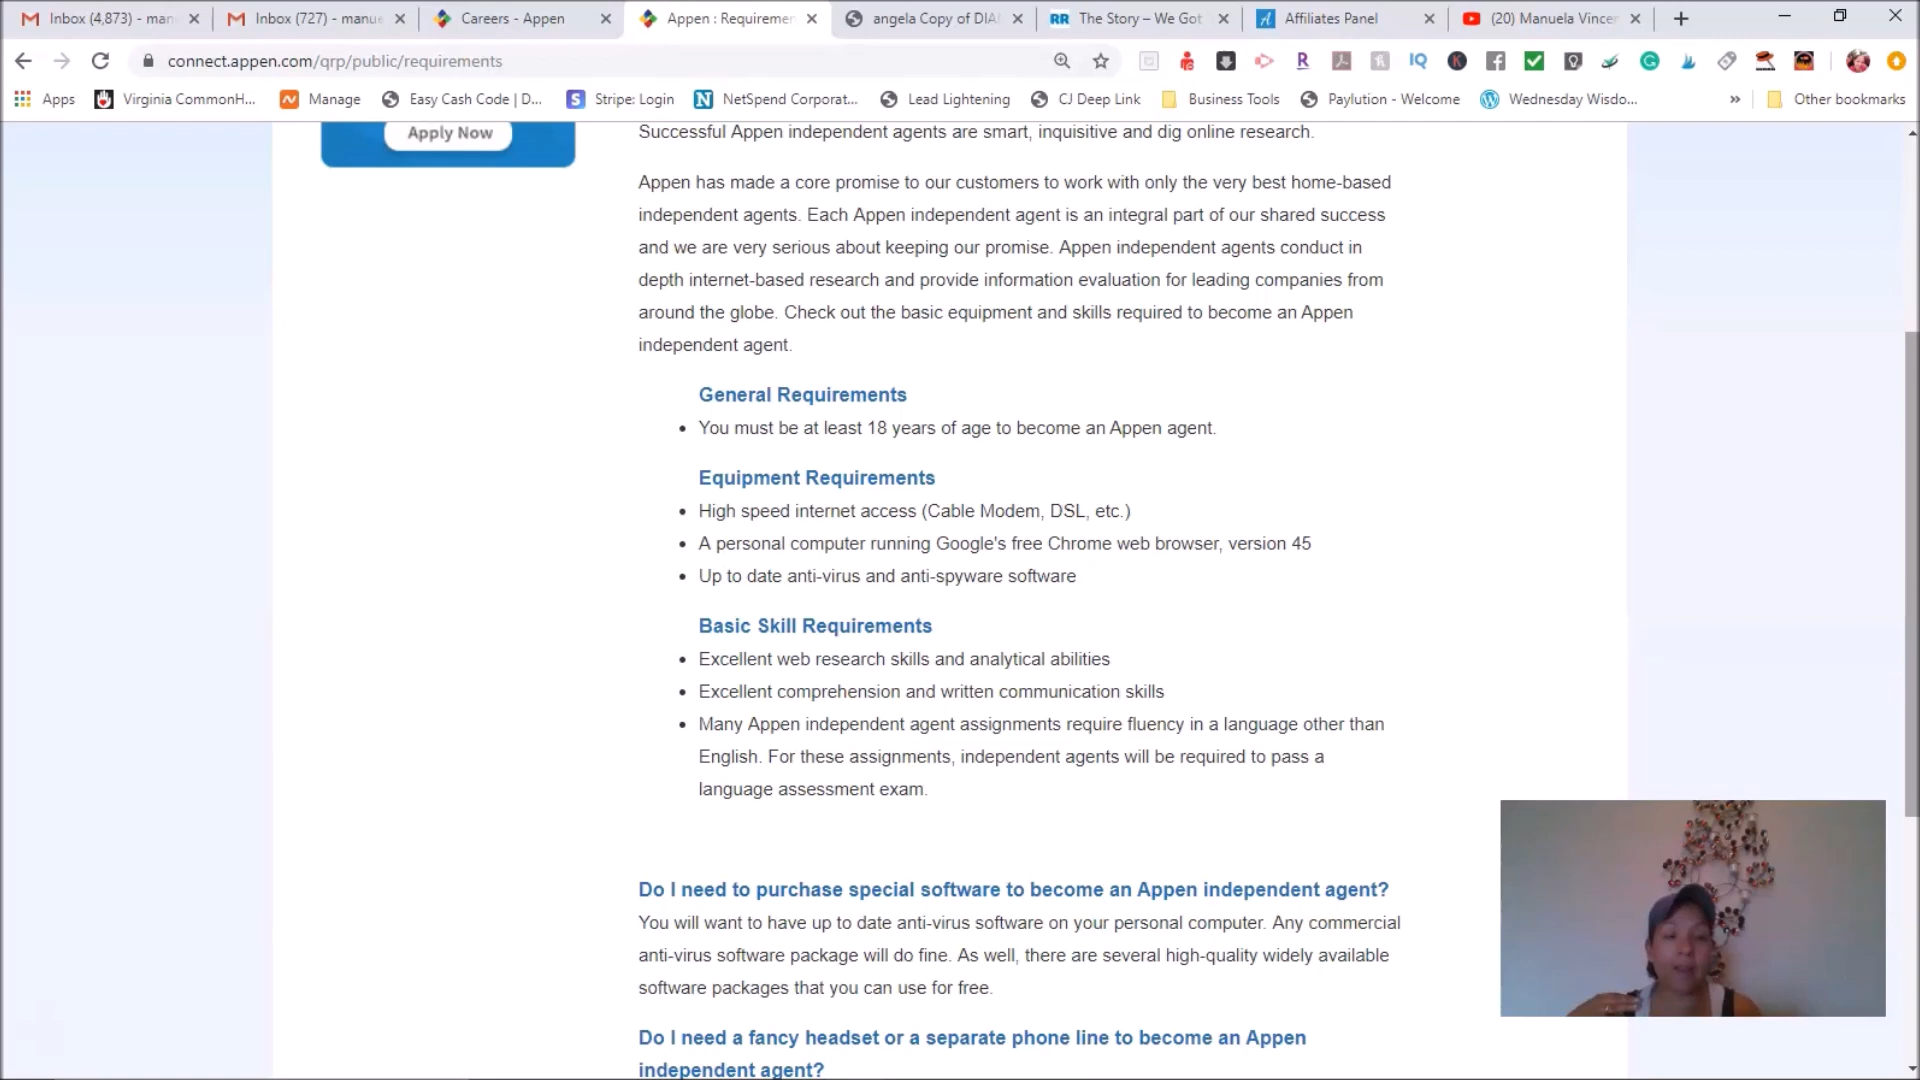 Inbox (4,873) - man
Inbox (727) - manue
Careers - Appen
Appen : Requiremen
angela Copy of DIA
RR The Story – We Got
Affiliates Panel
(20) Manuela Vincen
connect.appen.com/qrp/public/requirements
Apps
Virginia CommonH...
Manage
Easy Cash Code | D...
Stripe: Login
NetSpend Corporat...
Lead Lightening
CJ Deep Link
Business Tools
Paylution - Welcome
Wednesday Wisdo...
»
Other bookmarks
Apply Now
Successful Appen independent agents are smart, inquisitive and dig online research.
Appen has made a core promise to our customers to work with only the very best home-based
independent agents. Each Appen independent agent is an integral part of our shared success
and we are very serious about keeping our promise. Appen independent agents conduct in
depth internet-based research and provide information evaluation for leading companies from
around the globe. Check out the basic equipment and skills required to become an Appen
independent agent.
General Requirements
• You must be at least 18 years of age to become an Appen agent.
Equipment Requirements
• High speed internet access (Cable Modem, DSL, etc.)
• A personal computer running Google's free Chrome web browser, version 45
• Up to date anti-virus and anti-spyware software
Basic Skill Requirements
• Excellent web research skills and analytical abilities
• Excellent comprehension and written communication skills
• Many Appen independent agent assignments require fluency in a language other than
English. For these assignments, independent agents will be required to pass a
language assessment exam.
Do I need to purchase special software to become an Appen independent agent?
You will want to have up to date anti-virus software on your personal computer. Any commercial
anti-virus software package will do fine. As well, there are several high-quality widely available
software packages that you can use for free.
Do I need a fancy headset or a separate phone line to become an Appen
independent agent?